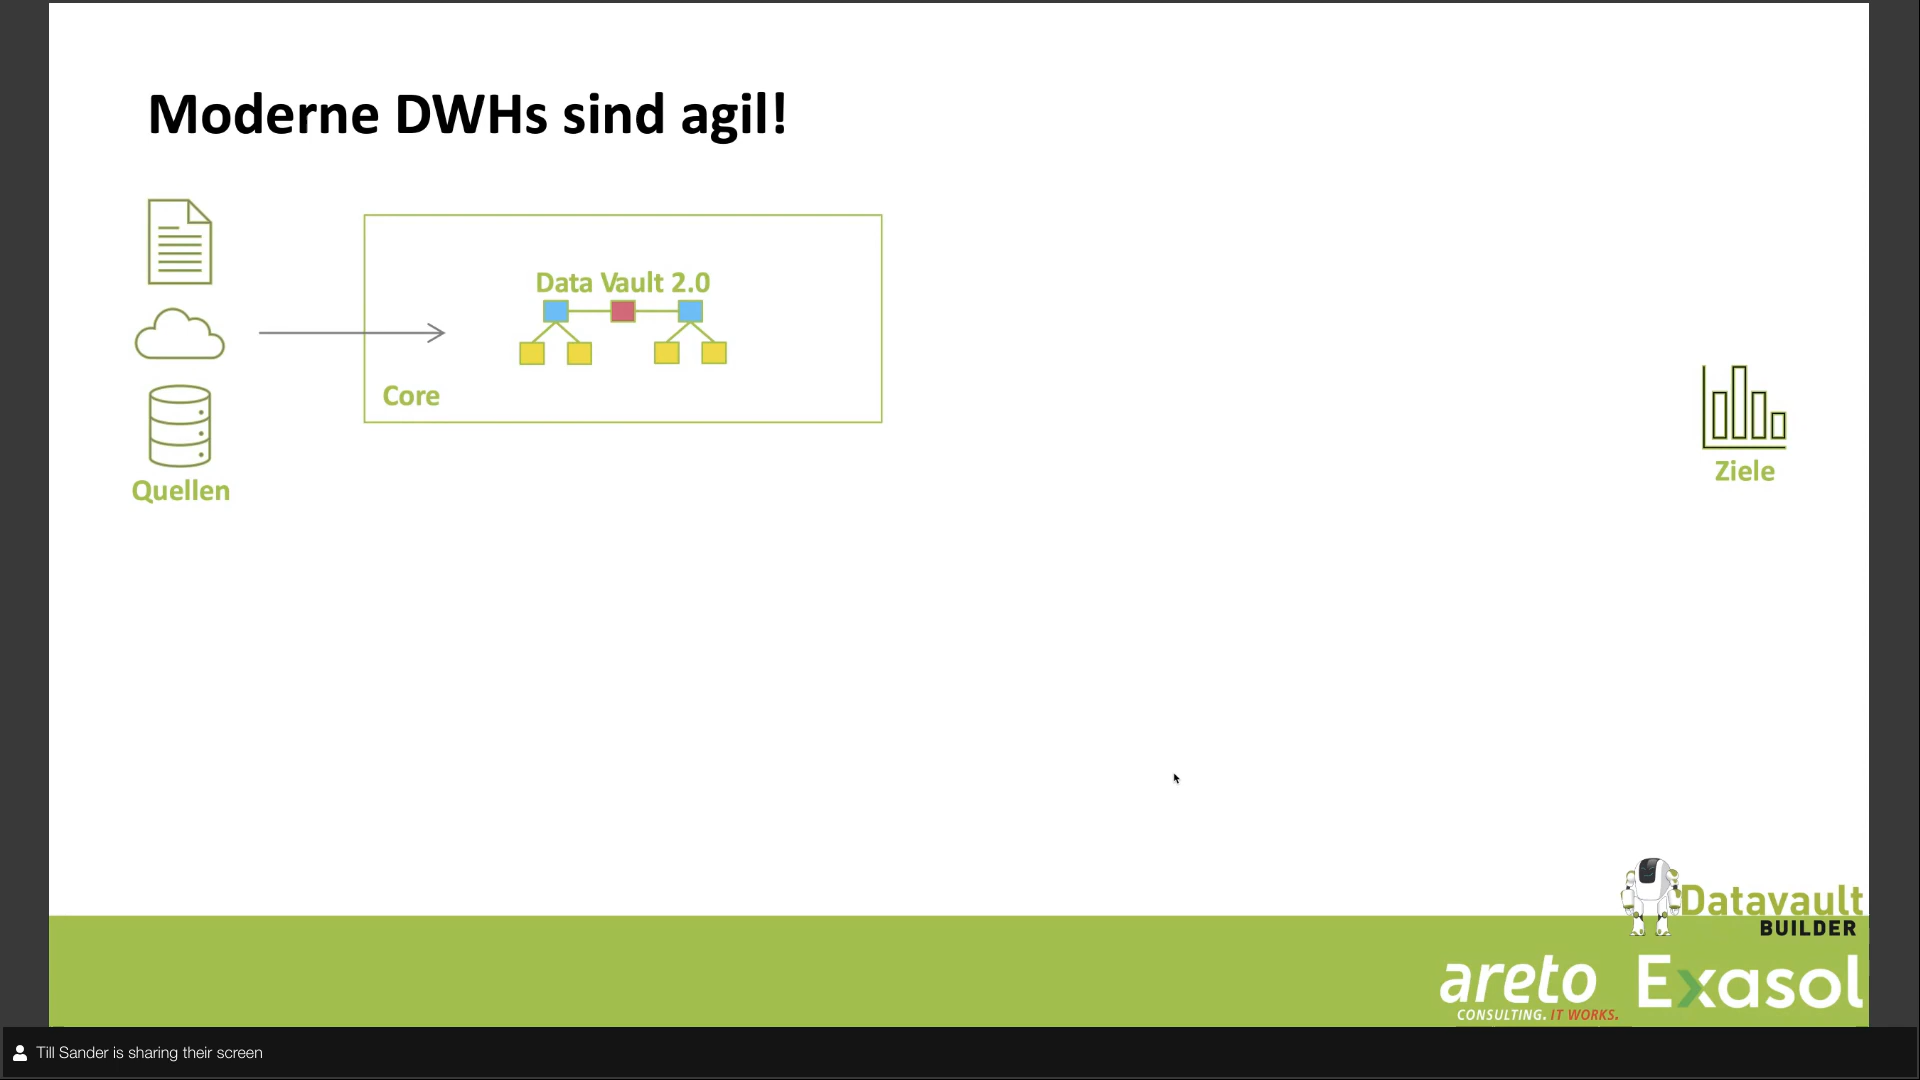 Moderne DWHs sind agil!
Data Vault 2.0
Core
Quellen
Ziele
Datavault
BUILDER
areto
CONSULTING. IT WORKS.
Exasol
Till Sander is sharing their screen